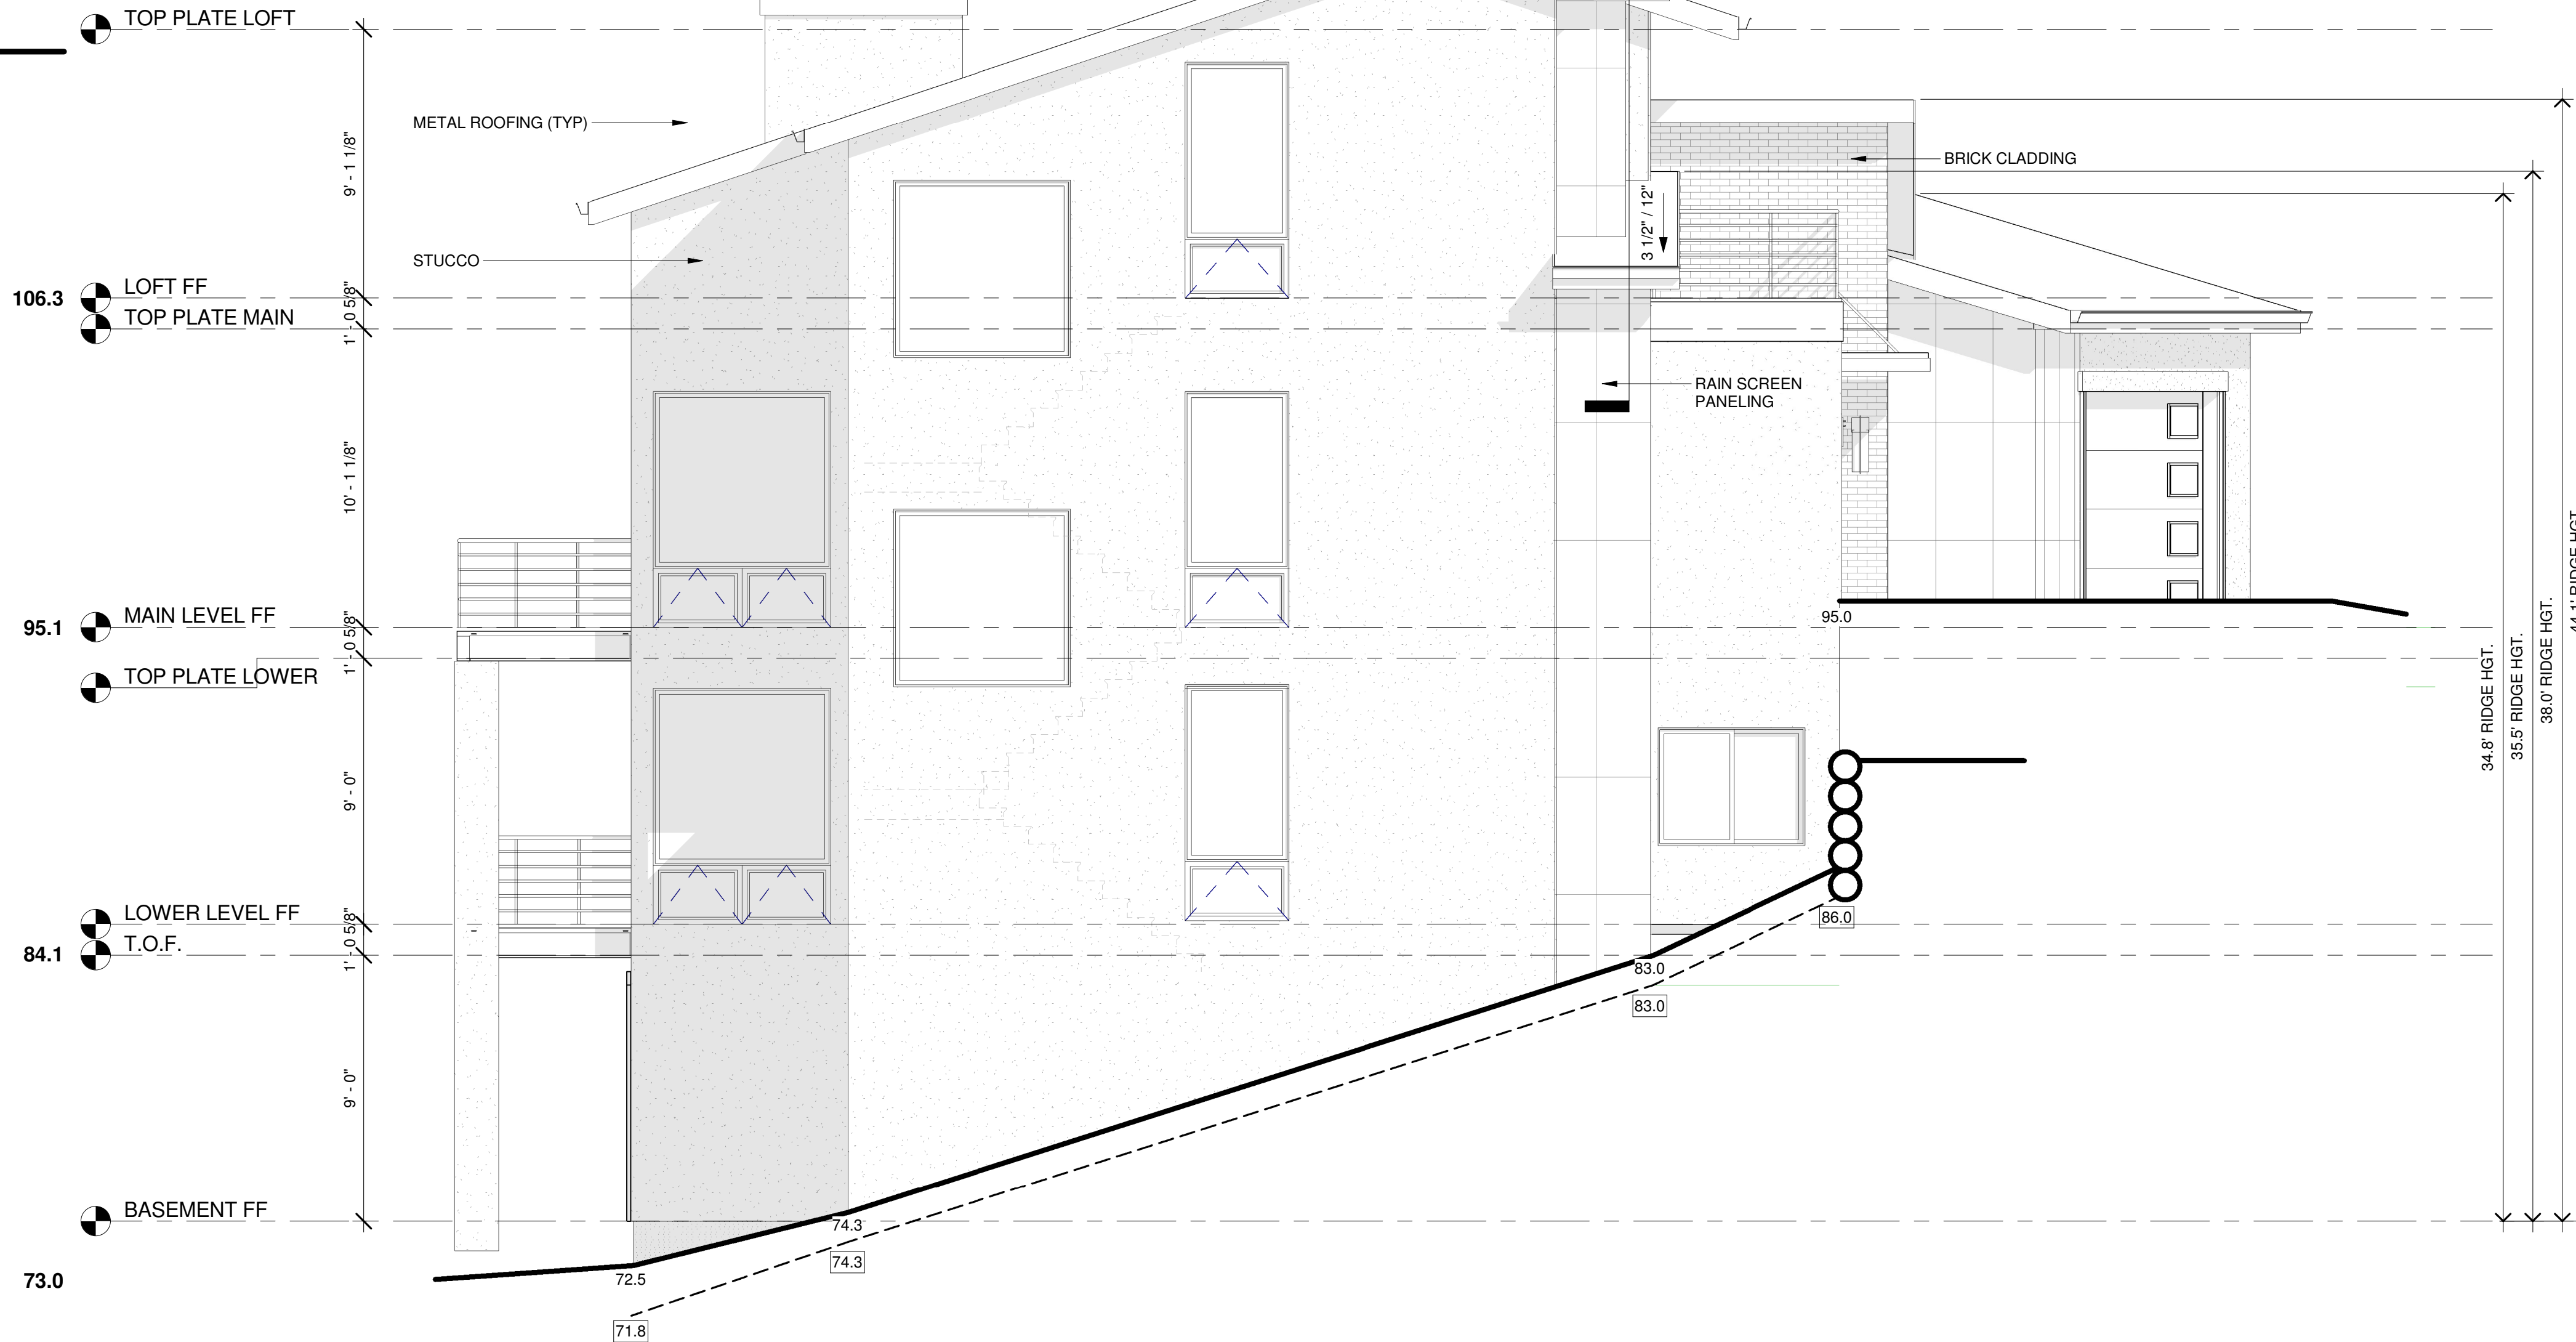 TOP PLATE LOFT
9' - 1 1/8"
METAL ROOFING (TYP)
BRICK CLADDING
3 1/2" / 12"
STUCCO
106.3
LOFT FF
1' - 0 5/8"
TOP PLATE MAIN
RAIN SCREEN
PANELING
10' - 1 1/8"
95.1
MAIN LEVEL FF
95.0
1' - 0 5/8"
TOP PLATE LOWER
34.8' RIDGE HGT.
35.5' RIDGE HGT.
38.0' RIDGE HGT.
44.1' RIDGE HGT.
9' - 0"
LOWER LEVEL FF
86.0
1' - 0 5/8"
84.1
T.O.F.
83.0
83.0
9' - 0"
BASEMENT FF
74.3
74.3
73.0
72.5
71.8